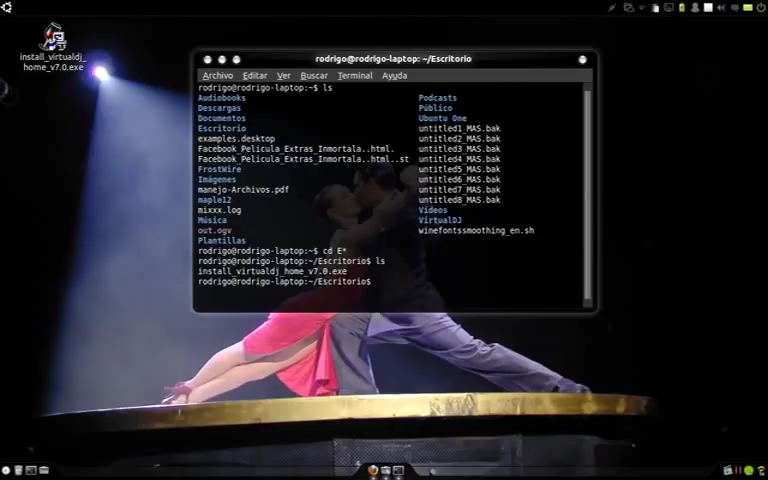 install_virtualdj_
home_v7.0.exe
rodrigo@rodrigo-laptop: ~/Escritorio
Archivo Editar Ver Buscar Terminal Ayuda
rodrigo@rodrigo-laptop:~$ ls
Audiobooks Podcasts
Descargas Público
Documentos Ubuntu One
Escritorio untitled1_MAS.bak
examples.desktop untitled2_MAS.bak
Facebook_Pelicula_Extras_Inmortala..html. untitled3_MAS.bak
Facebook_Pelicula_Extras_Inmortala..html..st untitled4_MAS.bak
FrostWire untitled5_MAS.bak
Imágenes untitled6_MAS.bak
manejo-Archivos.pdf untitled7_MAS.bak
maple12 untitled8_MAS.bak
mixxx.log Vídeos
Música VirtualDJ
out.ogv winefontssmoothing_en.sh
Plantillas
rodrigo@rodrigo-laptop:~$ cd E*
rodrigo@rodrigo-laptop:~/Escritorio$ ls
install_virtualdj_home_v7.0.exe
rodrigo@rodrigo-laptop:~/Escritorio$